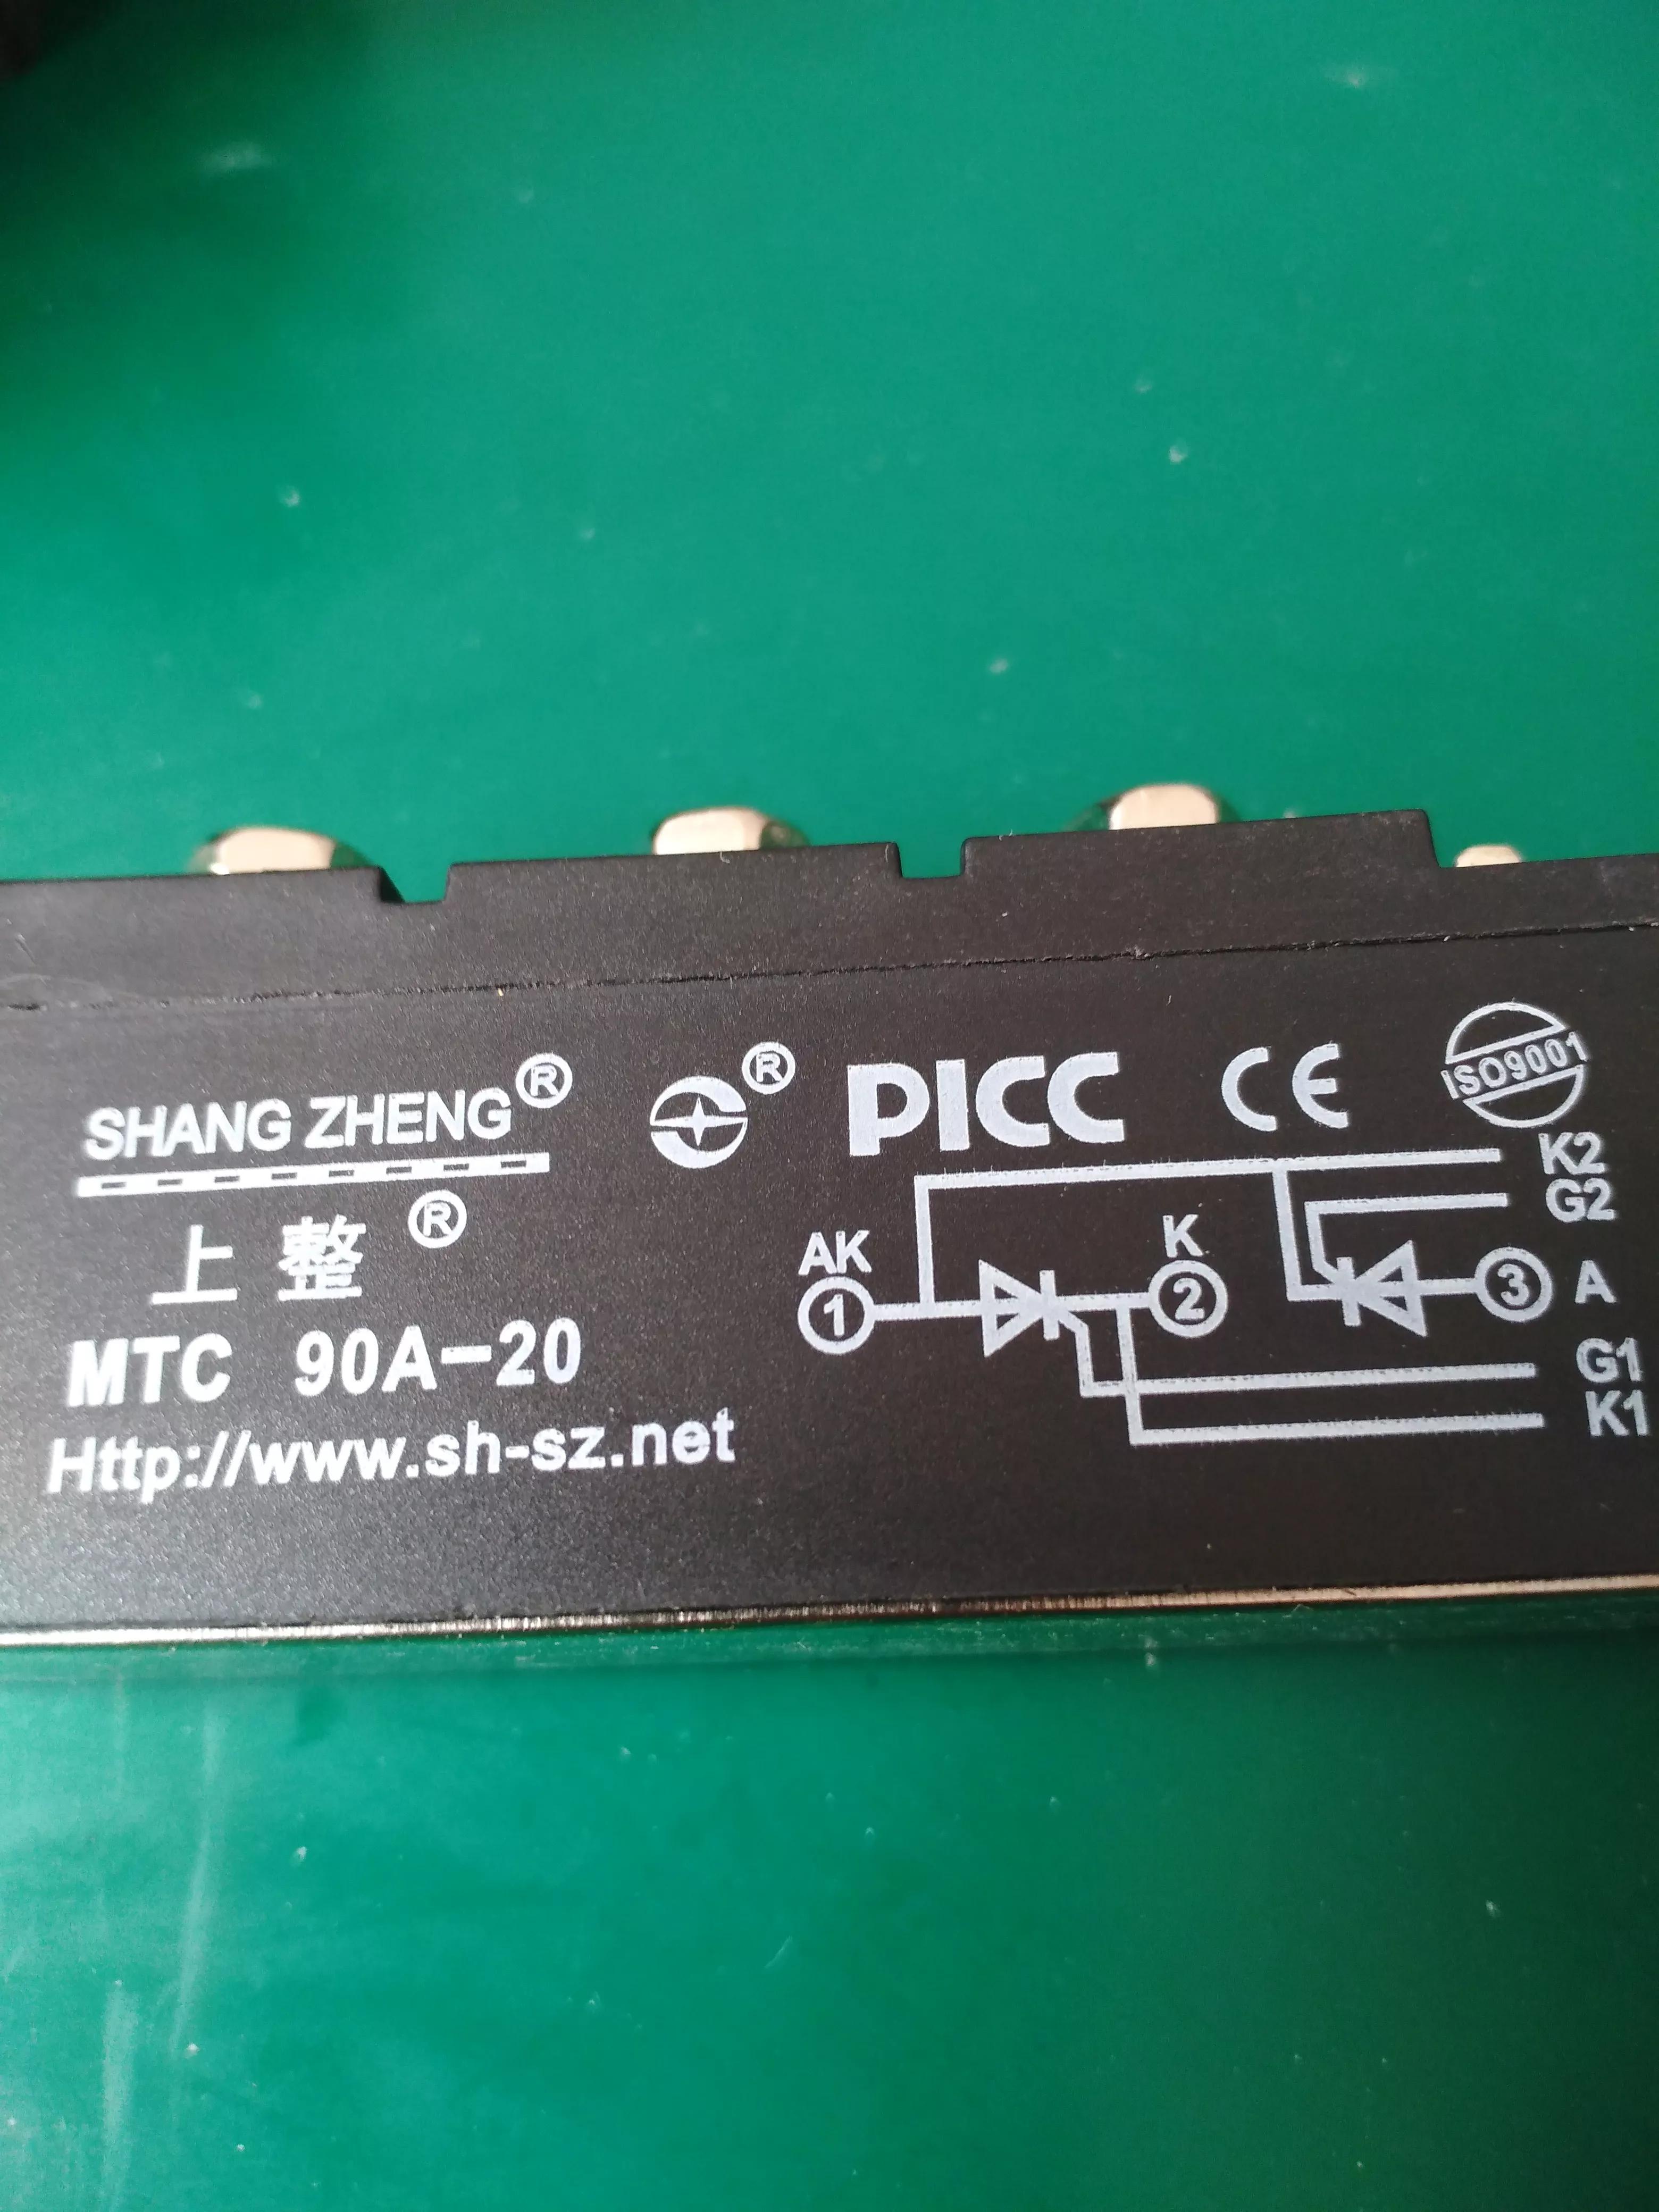 SHANG ZHENG®
® PICC CE ISO9001
上整®
MTC 90A-20
Http://www.sh-sz.net
K2
G2
AK K
1 2 3 A
G1
K1